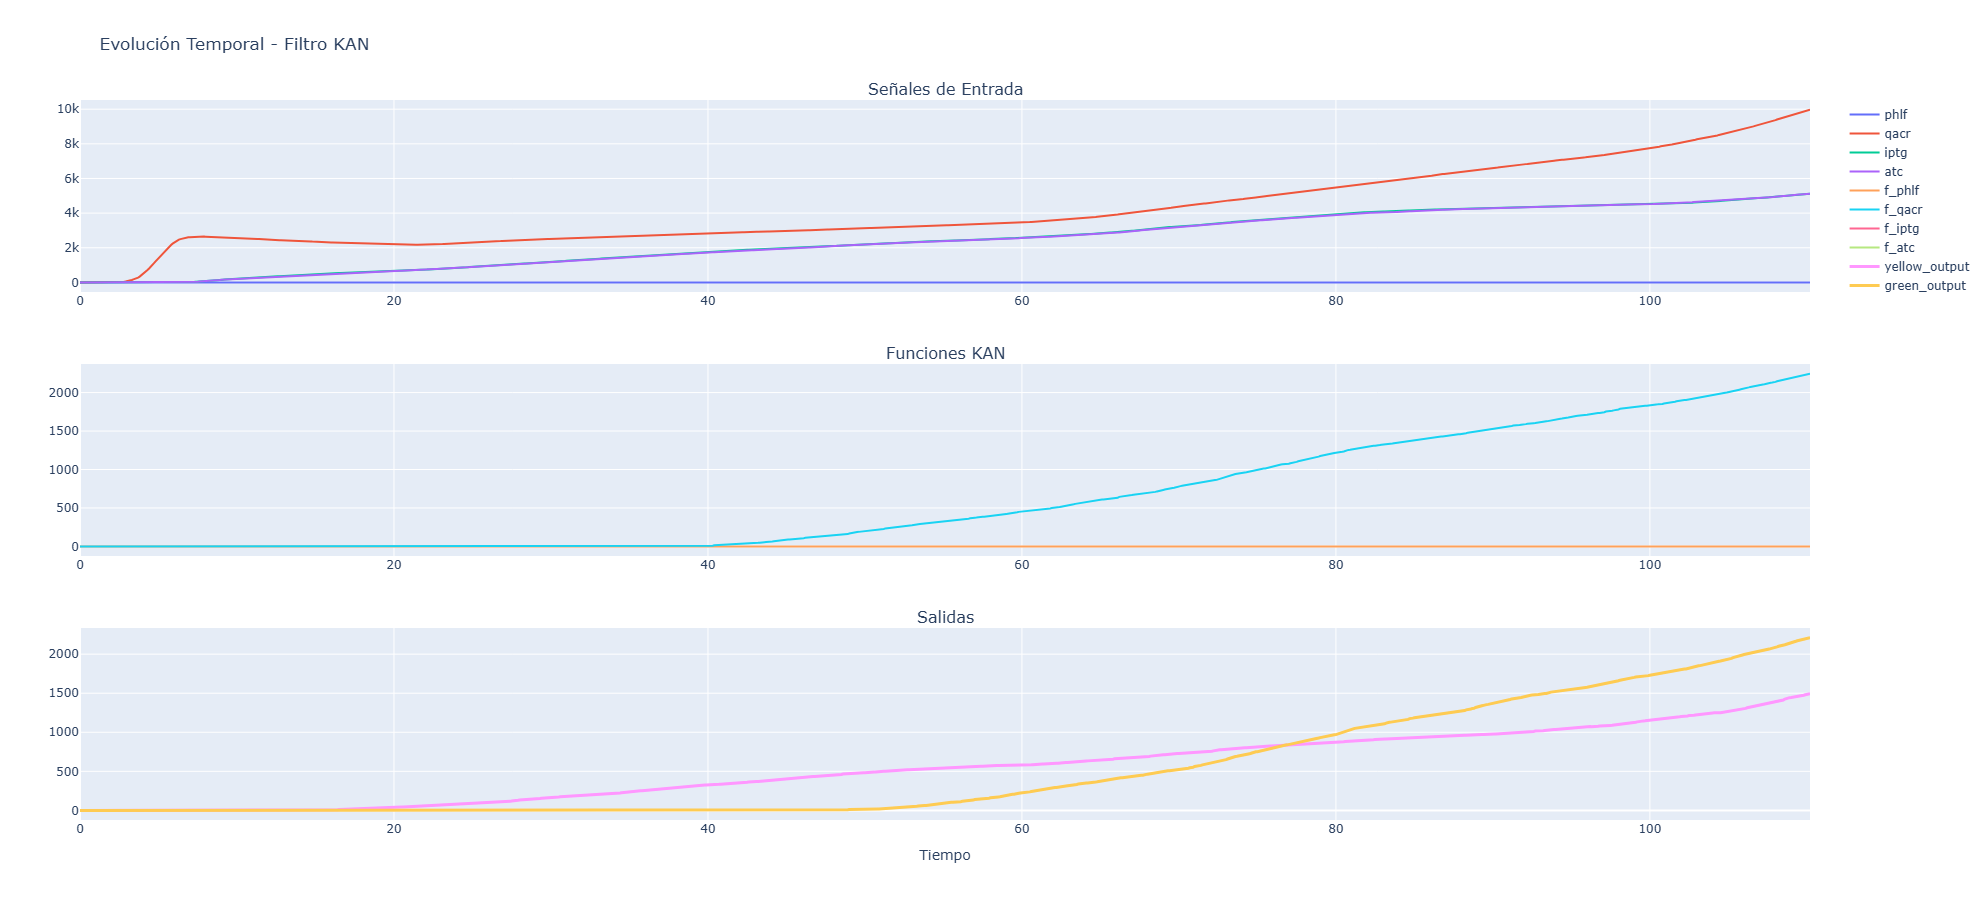 Evolución Temporal - Filtro KAN
Señales de Entrada
10k
8k
6k
4k
2k
0
0 20 40 60 80 100
phlf
qacr
iptg
atc
f_phlf
f_qacr
f_iptg
f_atc
yellow_output
green_output
Funciones KAN
2000
1500
1000
500
0
0 20 40 60 80 100
Salidas
2000
1500
1000
500
0
0 20 40 60 80 100
Tiempo